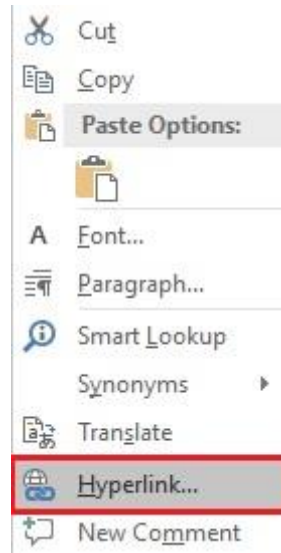 Cut
Copy
Paste Options:
A Font...
Paragraph...
Smart Lookup
Synonyms
Translate
Hyperlink...
New Comment